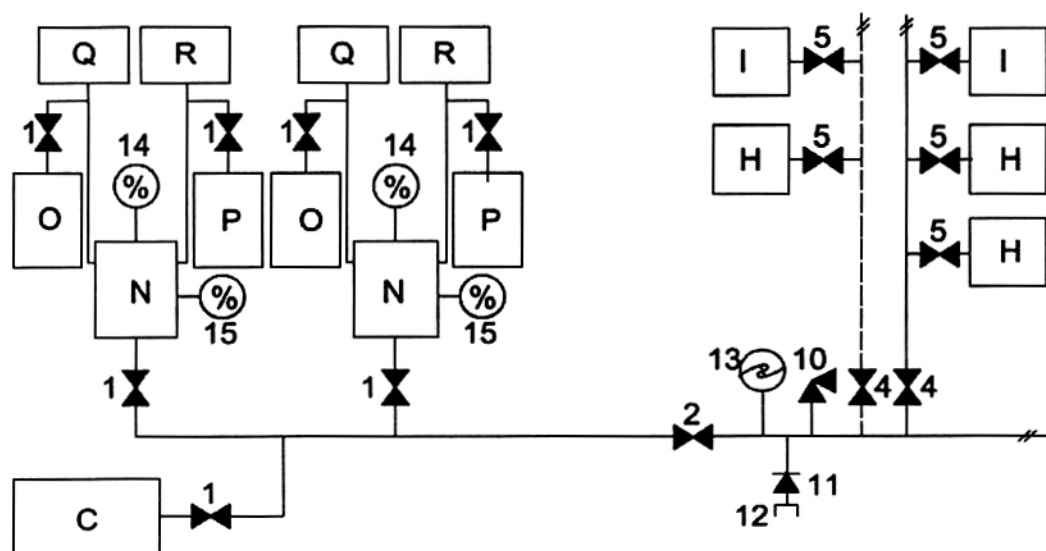 Q R Q R 5 5
I I
1 1 1 1
14 14 5 5
% % H H
O P O P
5
N % N % H
15 15
13 10
1 1 4 4
2
1 11
C 12